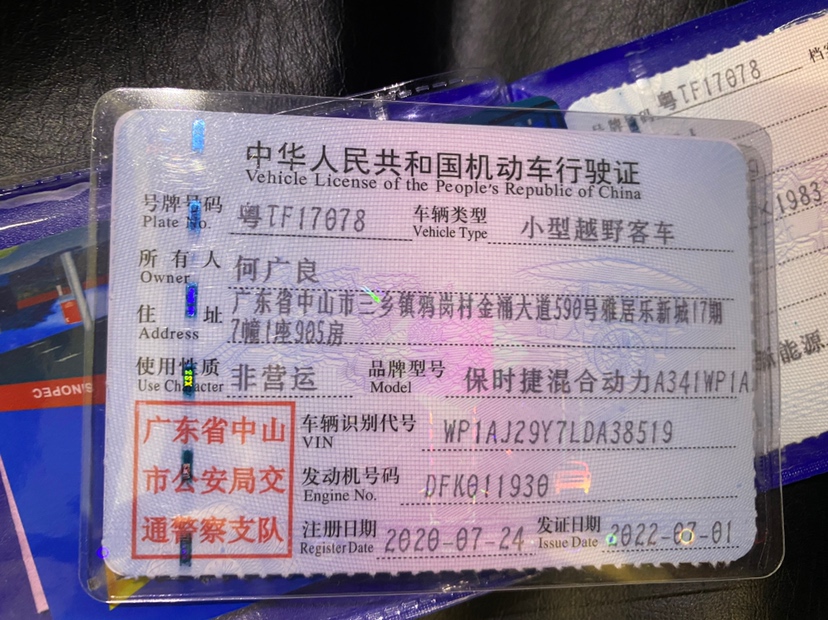 中华人民共和国机动车行驶证
Vehicle License of the People's Republic of China
号牌号码 粤TF17078 车辆类型 小型越野客车
Plate No. Vehicle Type
所有人 何广良
Owner
住址 广东省中山市三乡镇鸦岗村金涌大道590号雅居乐新城17期
Address 7幢1座905房
使用性质 非营运 品牌型号 保时捷混合动力A341WP1A
Use Character Model
广东省中山
市公安局交
通警察支队
车辆识别代号 WP1AJ29Y7LDA38519
VIN
发动机号码 DFK011930
Engine No.
注册日期 2020-07-24 发证日期 2022-07-01
Register Date Issue Date
粤TF17078
1983
新能源
SINOPEC